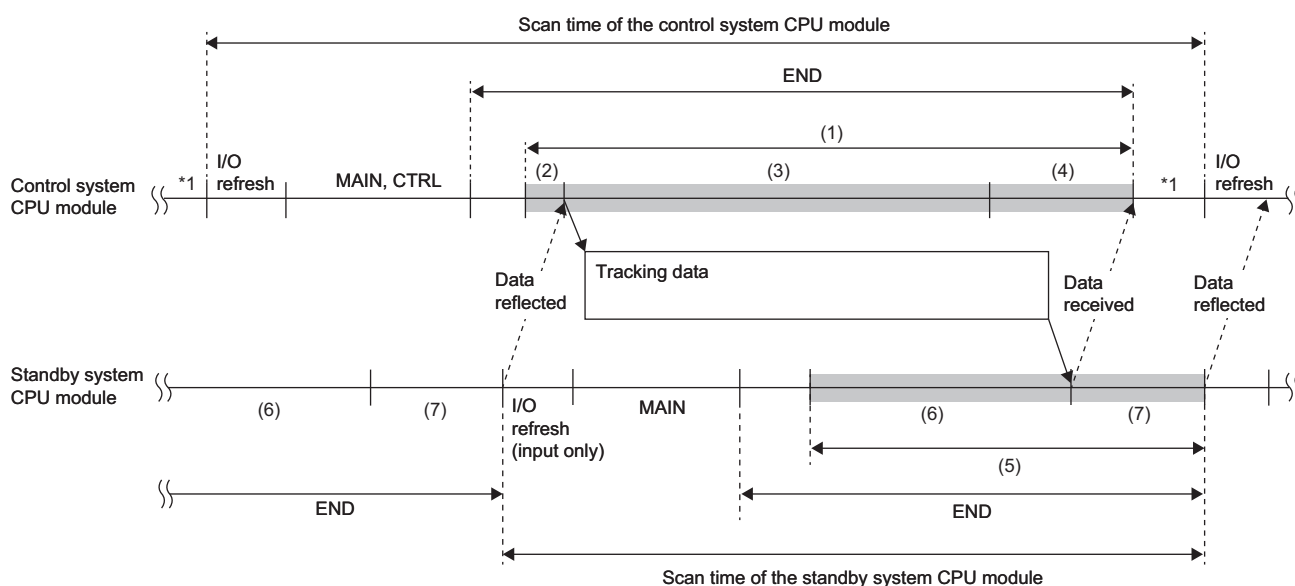 Scan time of the control system CPU module
END
(1)
Control system
CPU module
*1
I/O
refresh
MAIN, CTRL
(2)
(3)
(4)
*1
I/O
refresh
Data
reflected
Tracking data
Data
received
Data
reflected
Standby system
CPU module
(6)
(7)
I/O
refresh
(input only)
MAIN
(6)
(7)
(5)
END
END
Scan time of the standby system CPU module